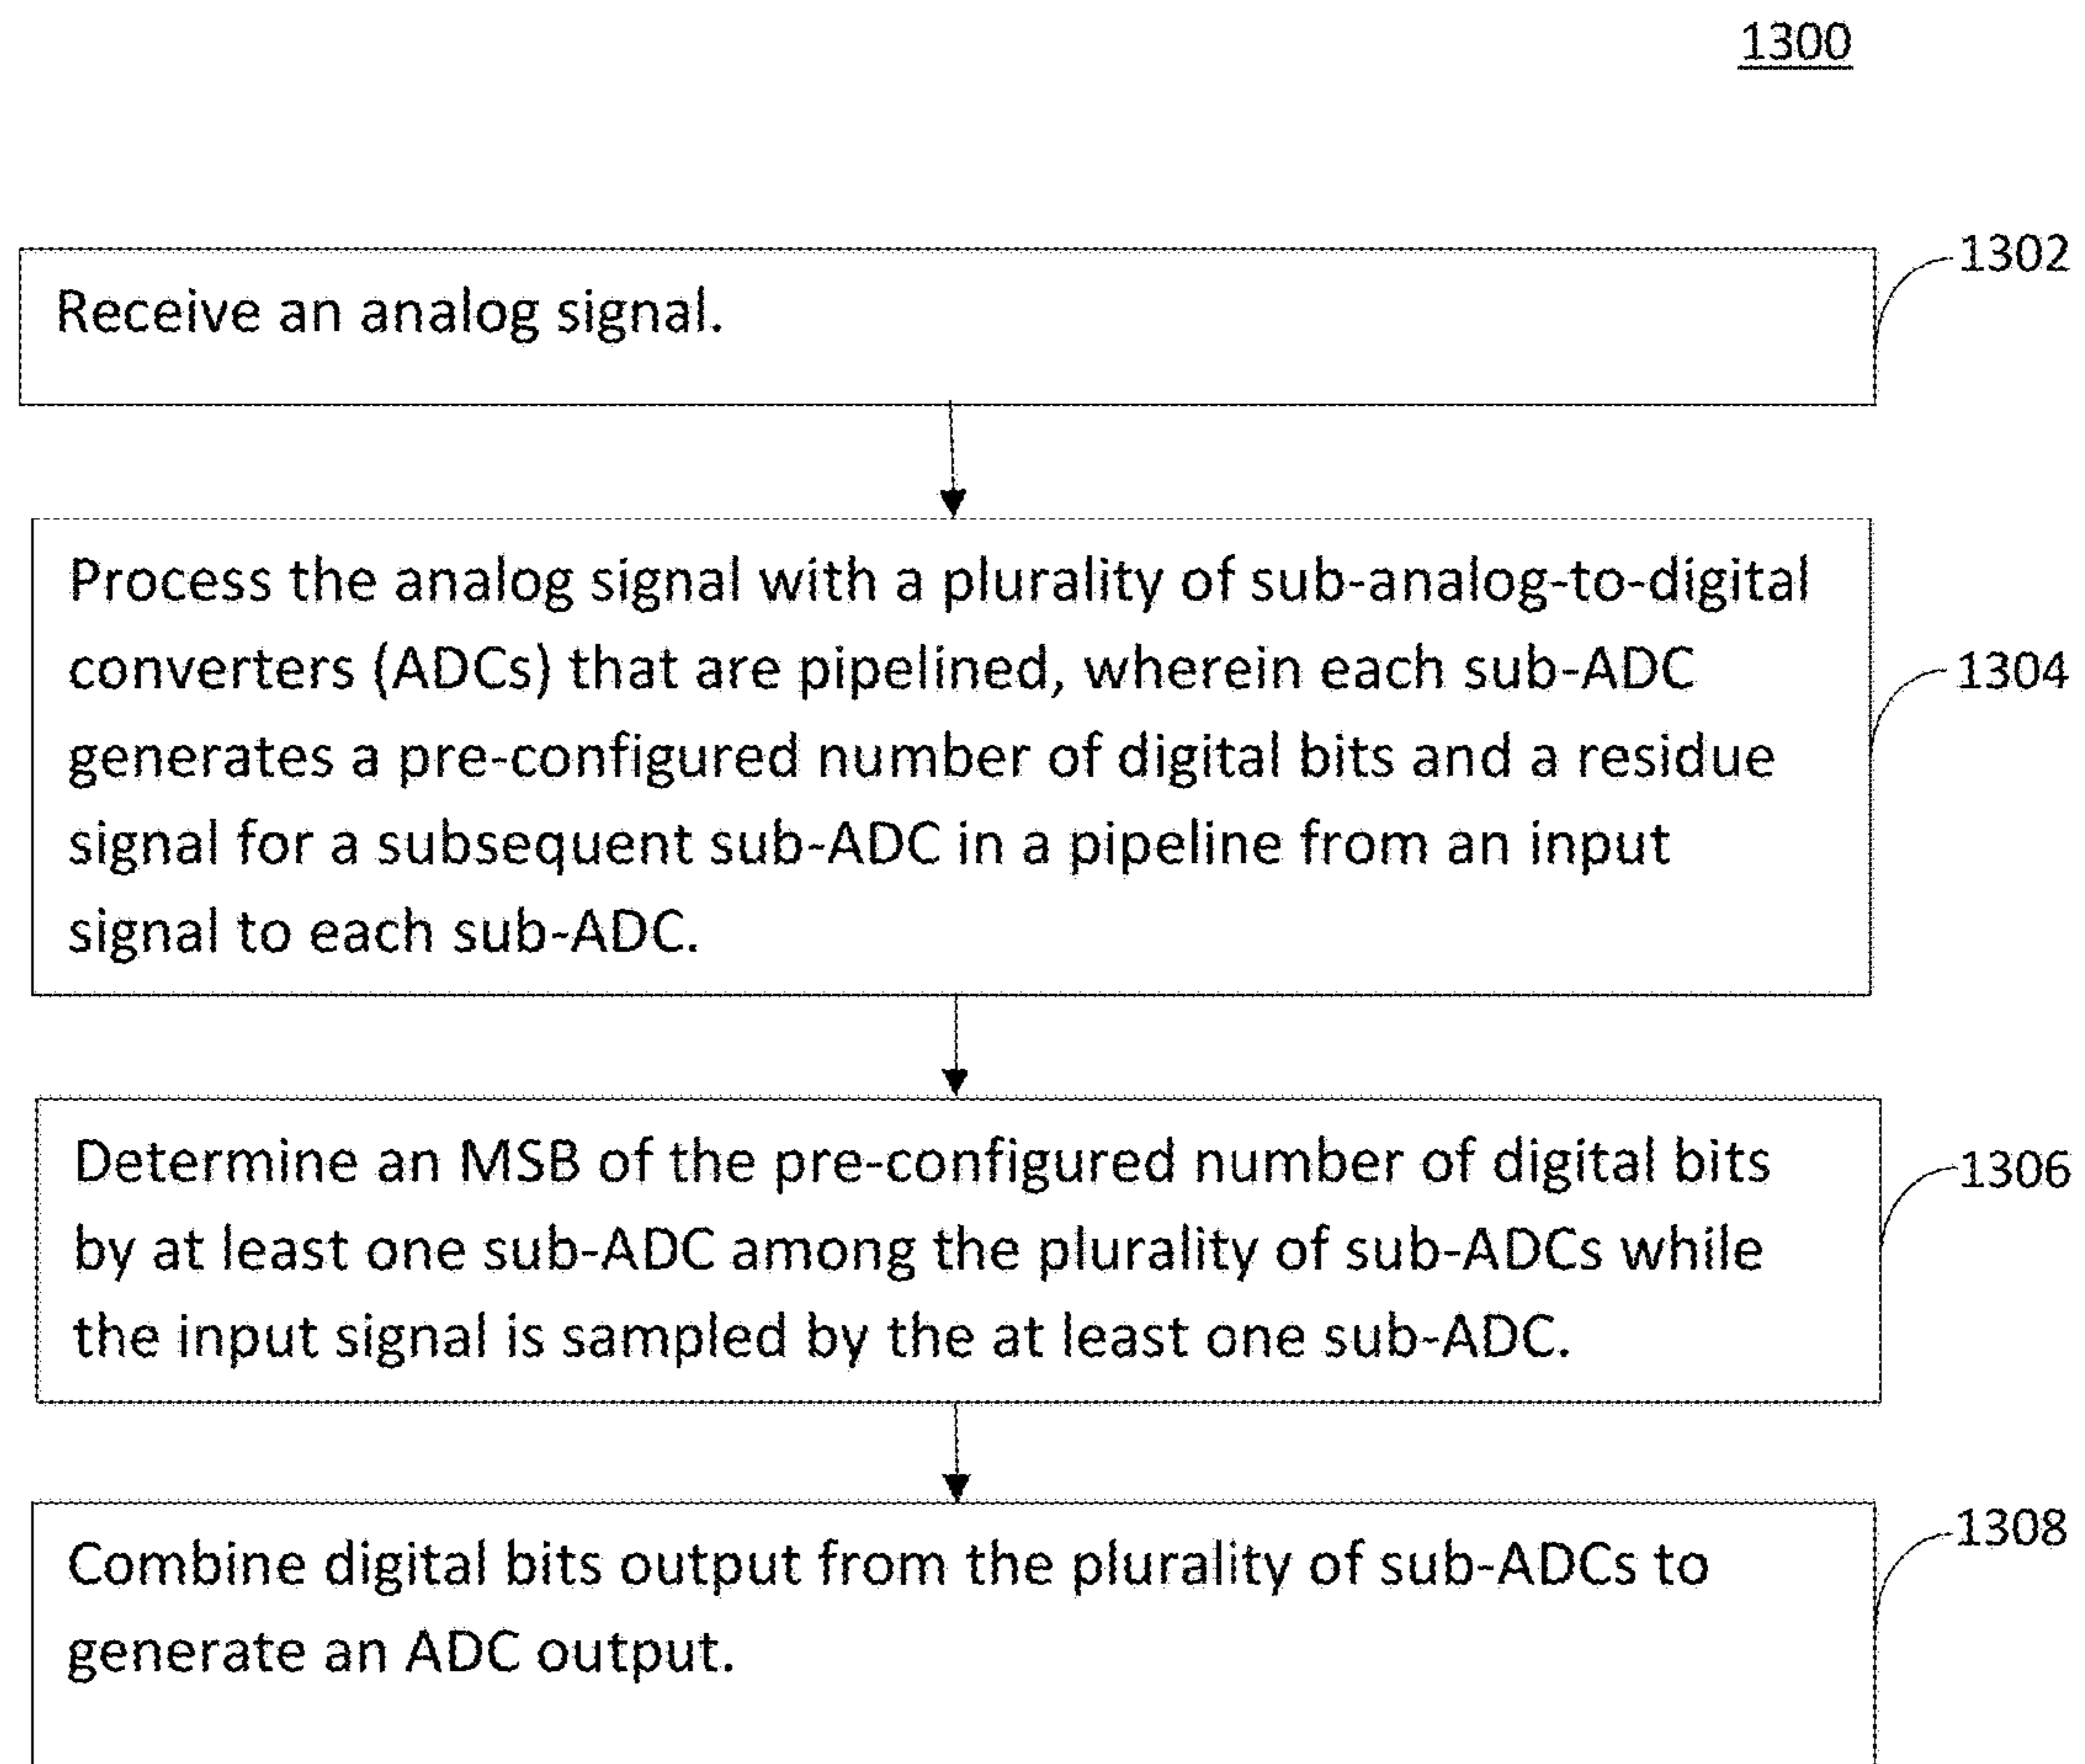 1300
Receive an analog signal.
1302
Process the analog signal with a plurality of sub-analog-to-digital
converters (ADCs) that are pipelined, wherein each sub-ADC
generates a pre-configured number of digital bits and a residue
signal for a subsequent sub-ADC in a pipeline from an input
signal to each sub-ADC.
1304
Determine an MSB of the pre-configured number of digital bits
by at least one sub-ADC among the plurality of sub-ADCs while
the input signal is sampled by the at least one sub-ADC.
1306
Combine digital bits output from the plurality of sub-ADCs to
generate an ADC output.
1308